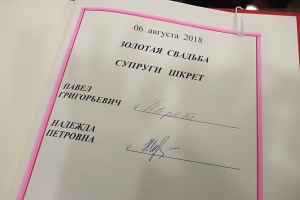 06 августа 2018
ЗОЛОТАЯ СВАДЬБА
СУПРУГИ ШКРЕТ
ПАВЕЛ
ГРИГОРЬЕВИЧ х
НАДЕЖДА
ПЕТРОВНА х